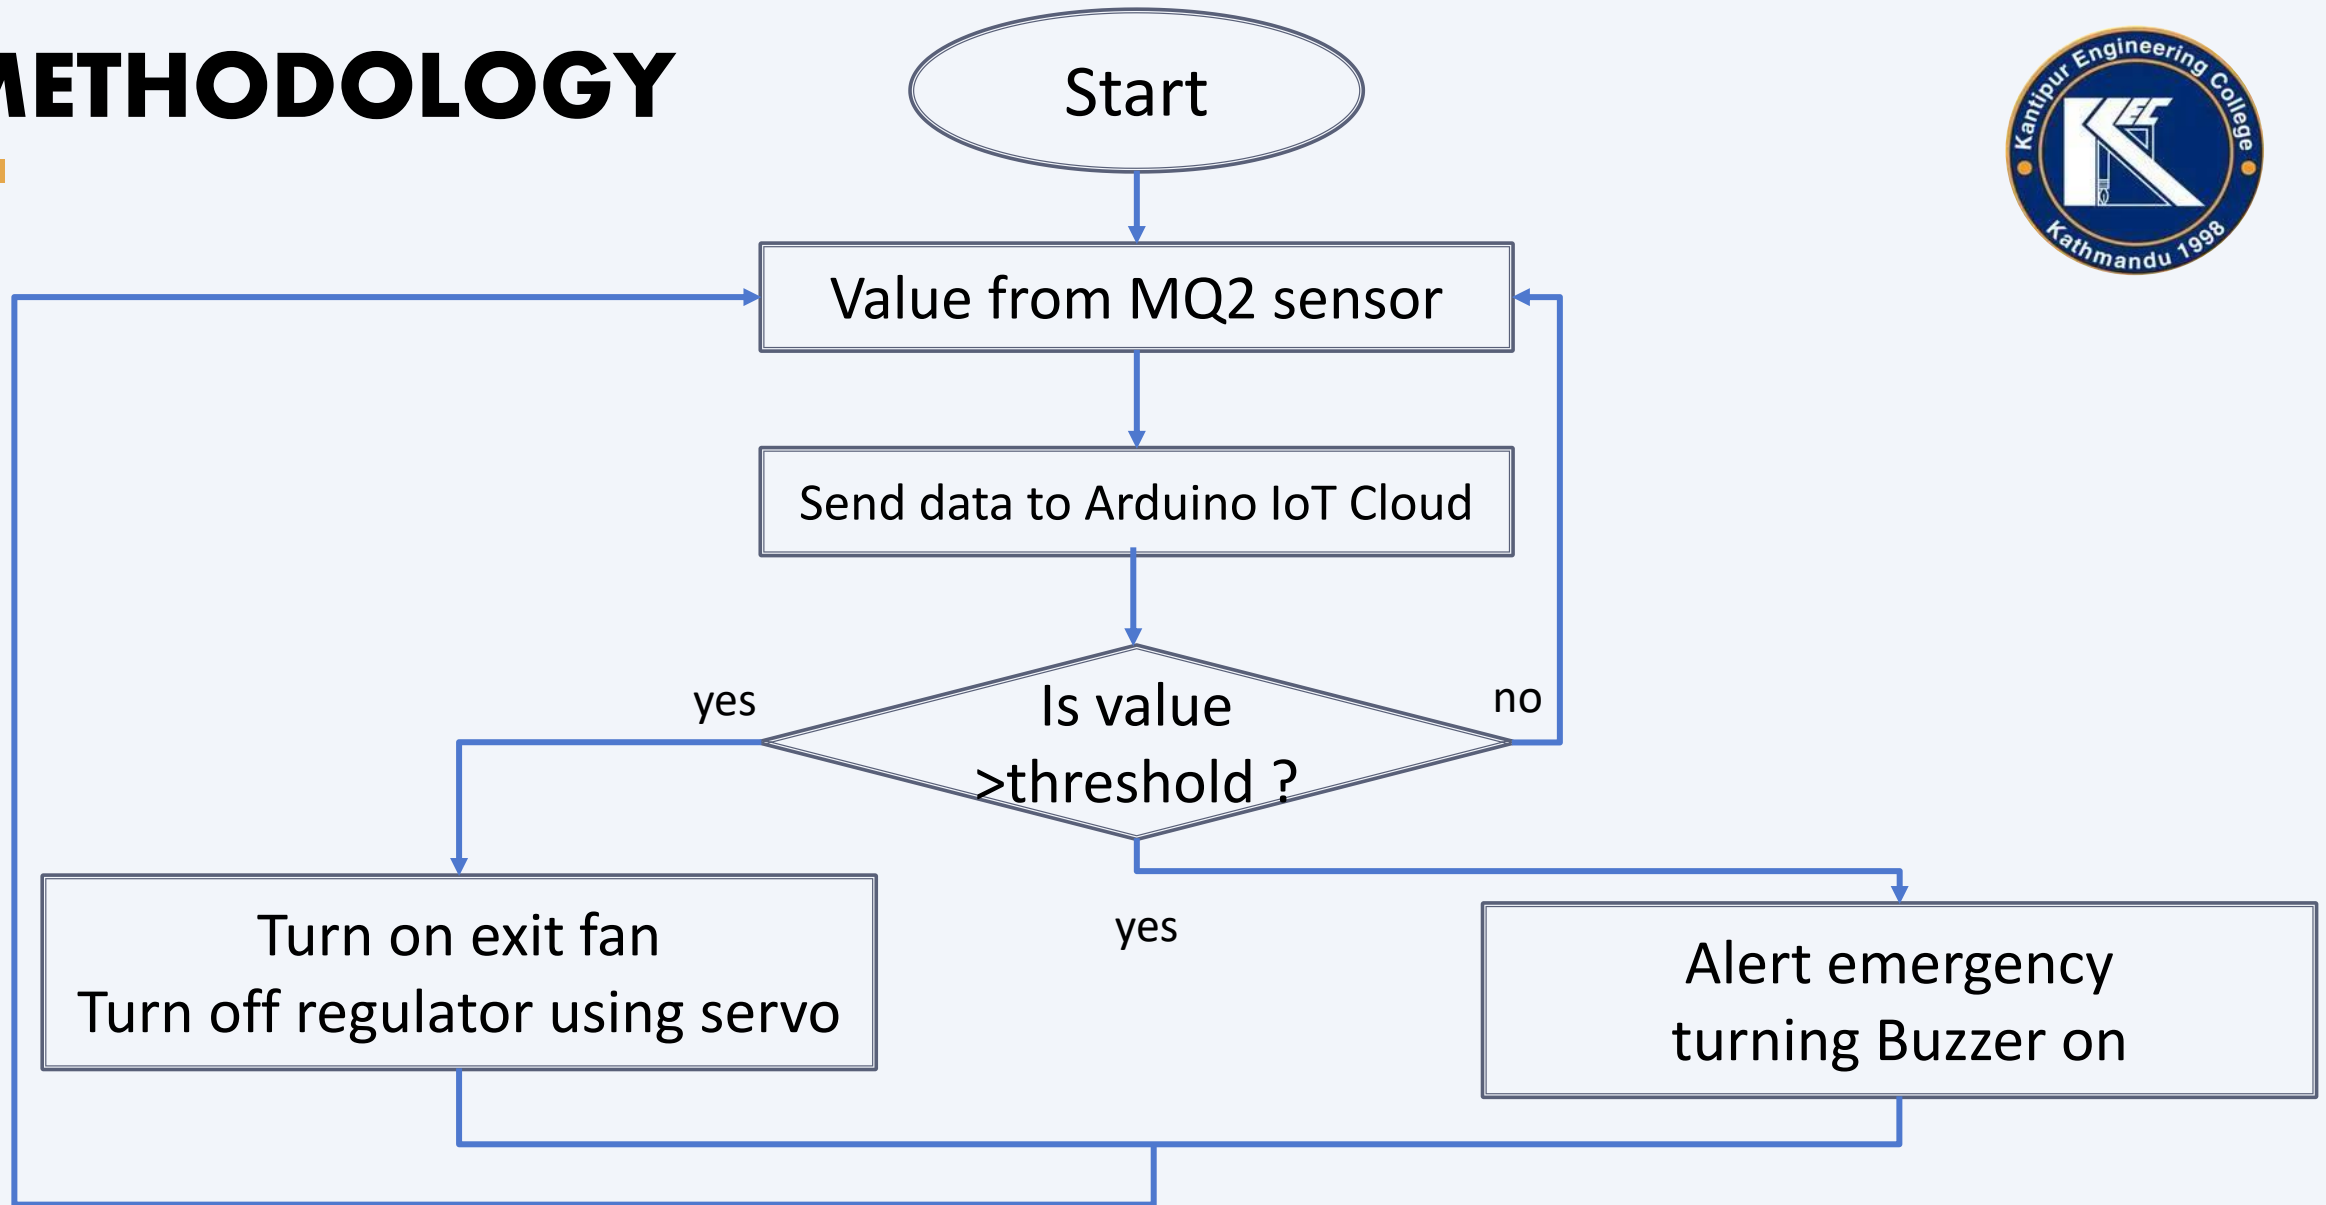 METHODOLOGY
Start
Kantipur Engineering College
KEC
Kathmandu 1998
Value from MQ2 sensor
Send data to Arduino IoT Cloud
yes
Is value
>threshold ?
no
Turn on exit fan
Turn off regulator using servo
yes
Alert emergency
turning Buzzer on